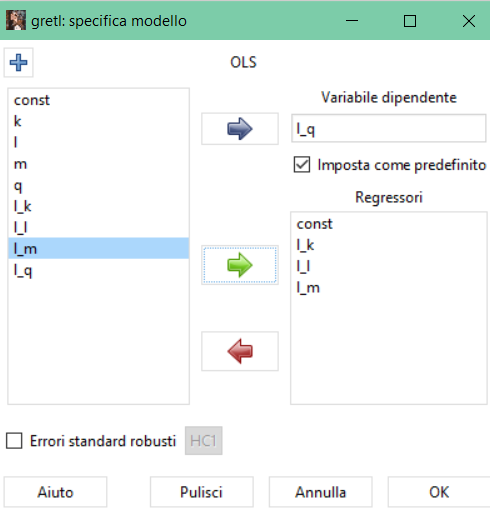 gretl: specifica modello
OLS
const
k
l
m
q
l_k
l_l
l_m
l_q
Variabile dipendente
l_q
Imposta come predefinito
Regressori
const
l_k
l_l
l_m
Errori standard robusti HC1
Aiuto Pulisci Annulla OK